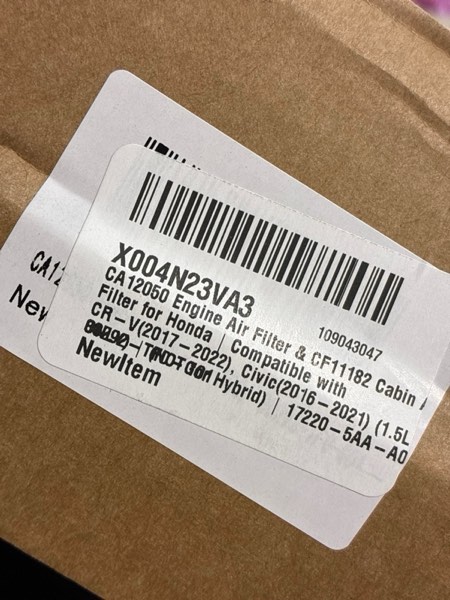 X004N23VA3
109043047
CA12050 Engine Air Filter & CF11182 Cabin
Filter for Honda | Compatible with
CR-V(2017-2022), Civic(2016-2021) (1.5L
Hybrid) | 17220-5AA-A0
NewItem
CA12
New